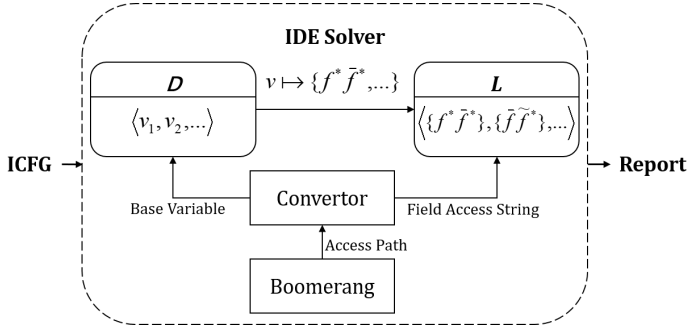 IDE Solver
D
v ↦ {f* f̄*,...}
L
⟨v₁, v₂,...⟩
⟨{f* f̄*}, {f̄ f̃*},...⟩
ICFG
Report
Convertor
Base Variable
Field Access String
Access Path
Boomerang